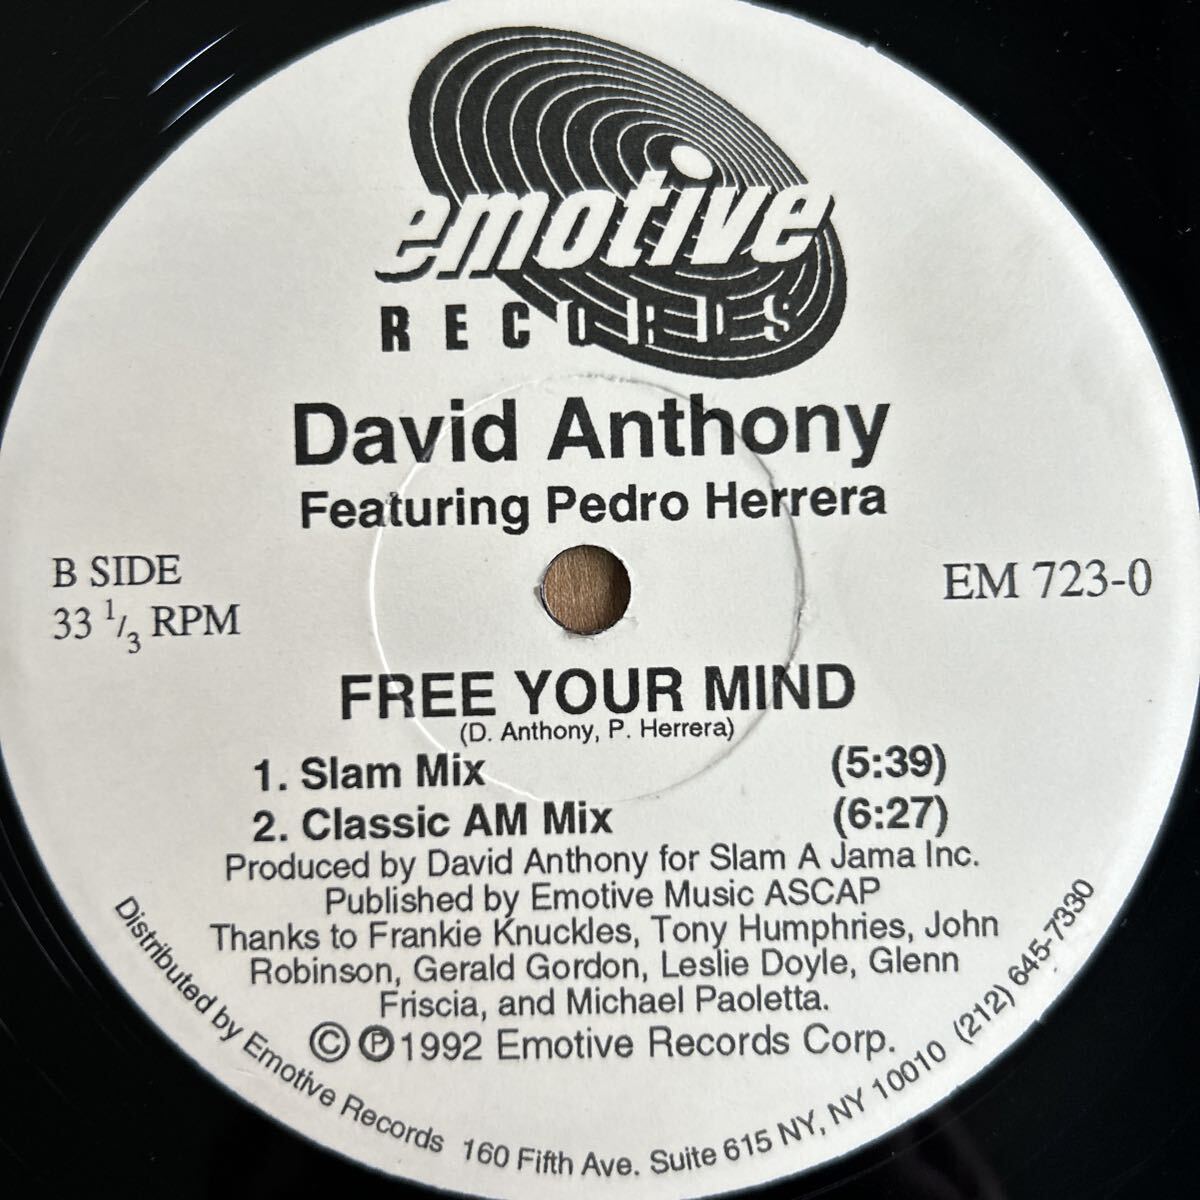 emotive
RECORDS
David Anthony
Featuring Pedro Herrera
B SIDE
33 1/3 RPM
EM 723-0
FREE YOUR MIND
(D. Anthony, P. Herrera)
1. Slam Mix (5:39)
2. Classic AM Mix (6:27)
Produced by David Anthony for Slam A Jama Inc.
Published by Emotive Music ASCAP
Thanks to Frankie Knuckles, Tony Humphries, John
Robinson, Gerald Gordon, Leslie Doyle, Glenn
Friscia, and Michael Paoletta.
© ℗ 1992 Emotive Records Corp.
Distributed by Emotive Records 160 Fifth Ave. Suite 615 NY, NY 10010 (212) 645-7330